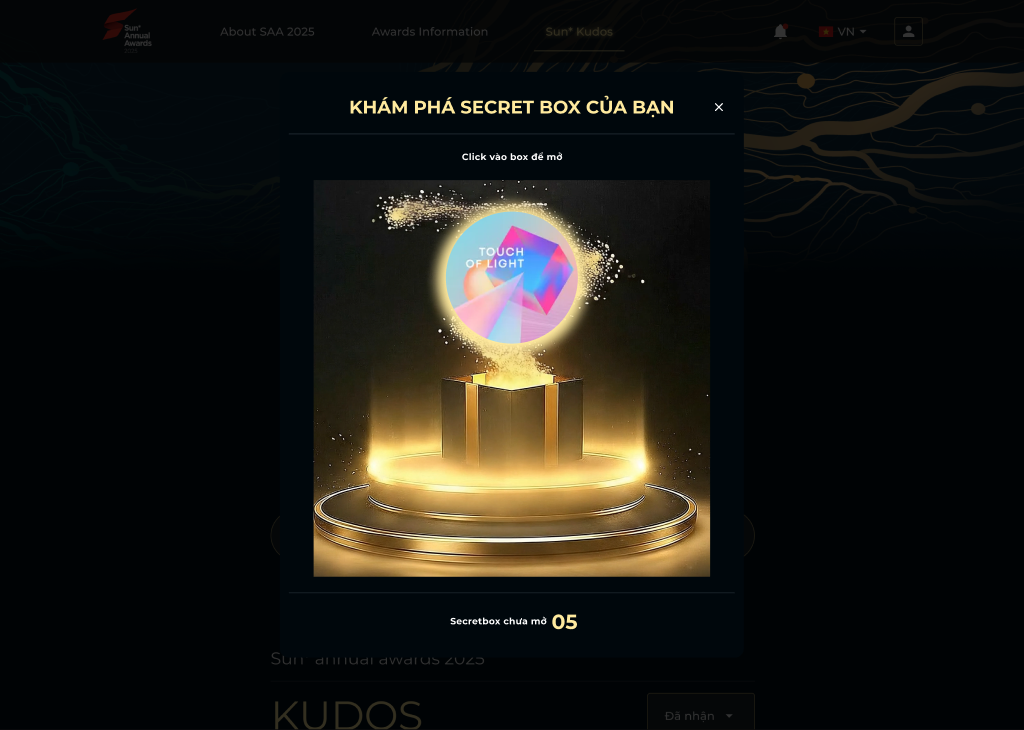 Sun*
Annual
Awards
2025
About SAA 2025
Awards Information
Sun* Kudos
VN
KHÁM PHÁ SECRET BOX CỦA BẠN
Click vào box để mở
TOUCH
OF LIGHT
Secretbox chưa mở 05
Sun* annual awards 2025
KUDOS
Đã nhận